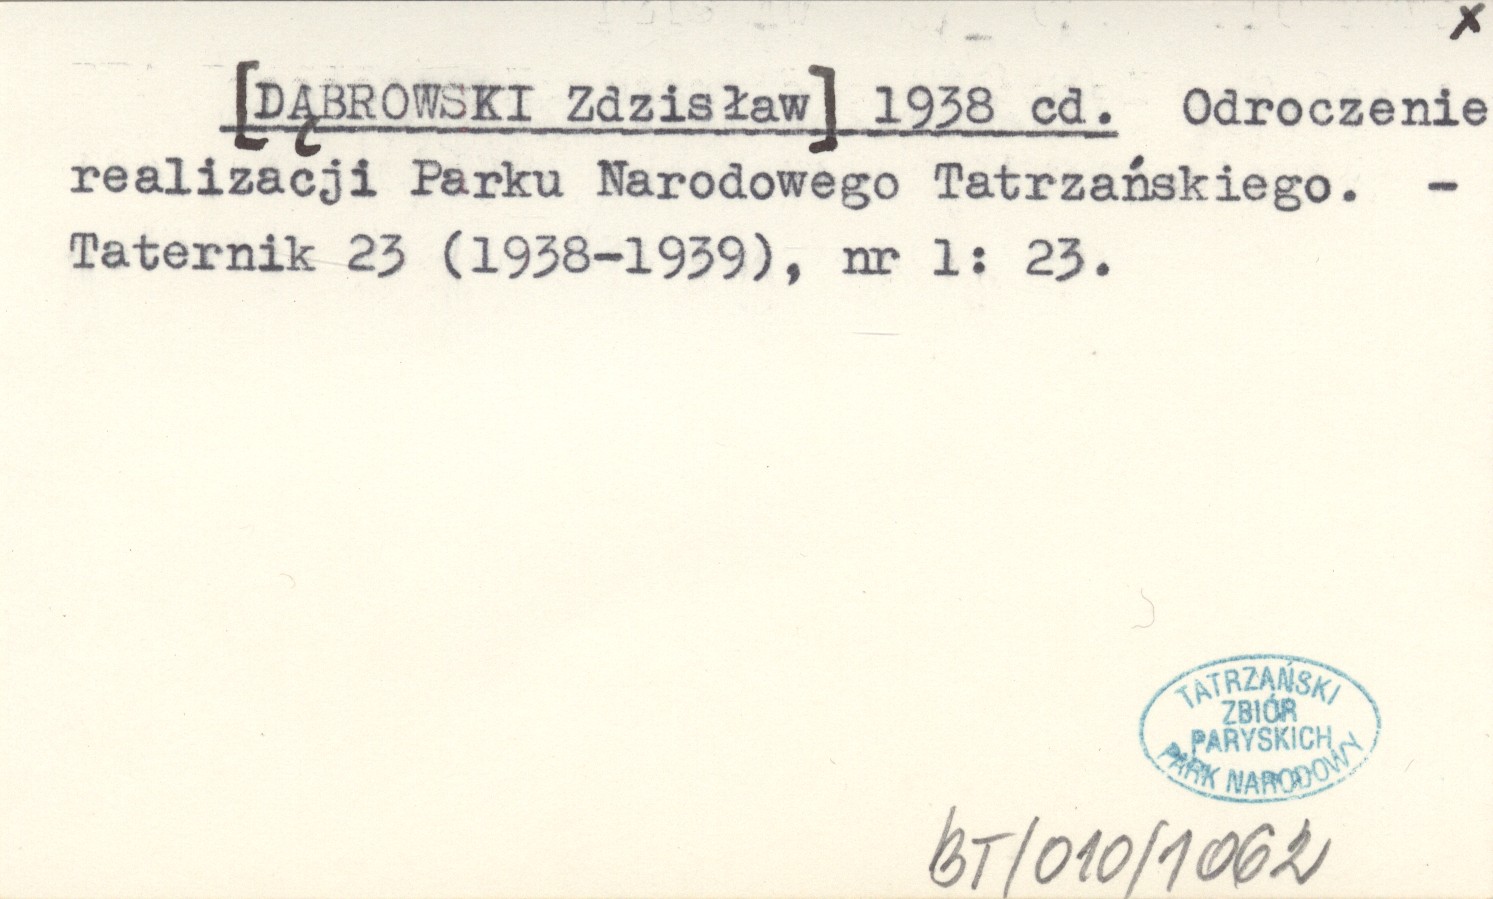 x
[DĄBROWSKI Zdzisław] 1938 cd. Odroczenie
realizacji Parku Narodowego Tatrzańskiego. -
Taternik 23 (1938-1939), nr 1: 23.
TATRZAŃSKI
ZBIÓR
PARYSKICH
PARK NARODOWY
BT/010/1062